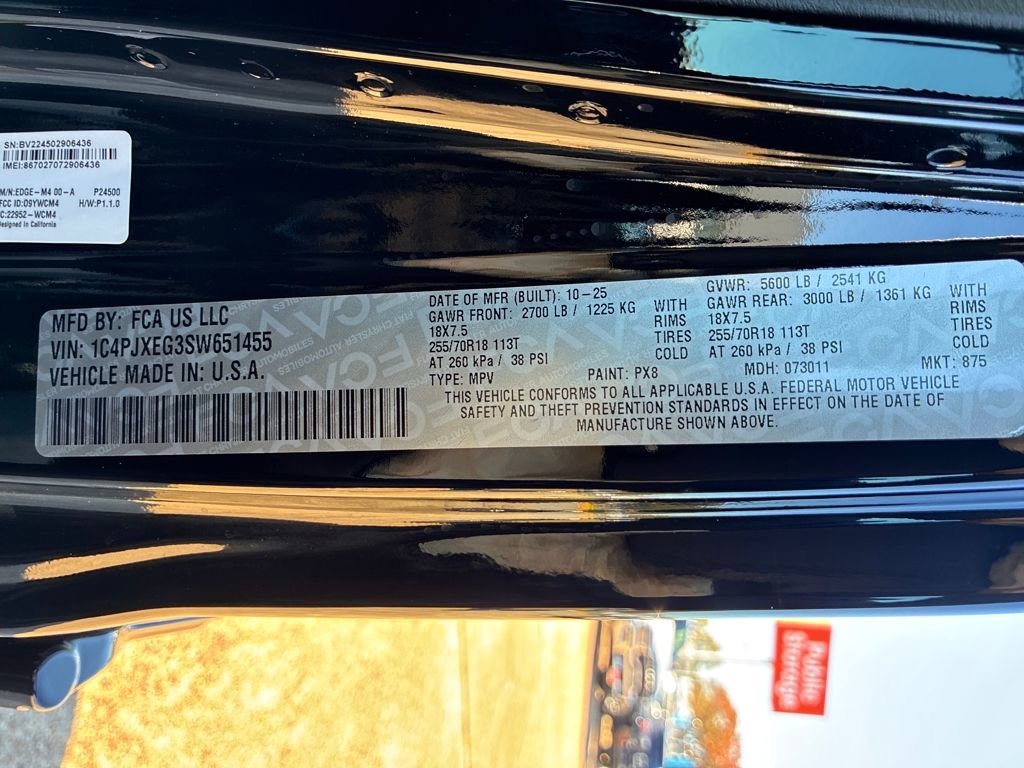 SN:BV224502906436
IMEI:867027072906436
M/N:EDGE-M4 00-A P24500
FCC ID:D9YWCM4 H/W:P1.1.0
C:22952-WCM4
Designed in California
MFD BY: FCA US LLC
VIN: 1C4PJXEG3SW651455
VEHICLE MADE IN: U.S.A.
DATE OF MFR (BUILT): 10-25
GAWR FRONT: 2700 LB / 1225 KG WITH
18X7.5 RIMS
255/70R18 113T TIRES
AT 260 kPa / 38 PSI COLD
GVWR: 5600 LB / 2541 KG
GAWR REAR: 3000 LB / 1361 KG WITH
18X7.5 RIMS
255/70R18 113T TIRES
AT 260 kPa / 38 PSI COLD
TYPE: MPV PAINT: PX8 MDH: 073011 MKT: 875
THIS VEHICLE CONFORMS TO ALL APPLICABLE U.S.A. FEDERAL MOTOR VEHICLE
SAFETY AND THEFT PREVENTION STANDARDS IN EFFECT ON THE DATE OF
MANUFACTURE SHOWN ABOVE.
Public
Storage